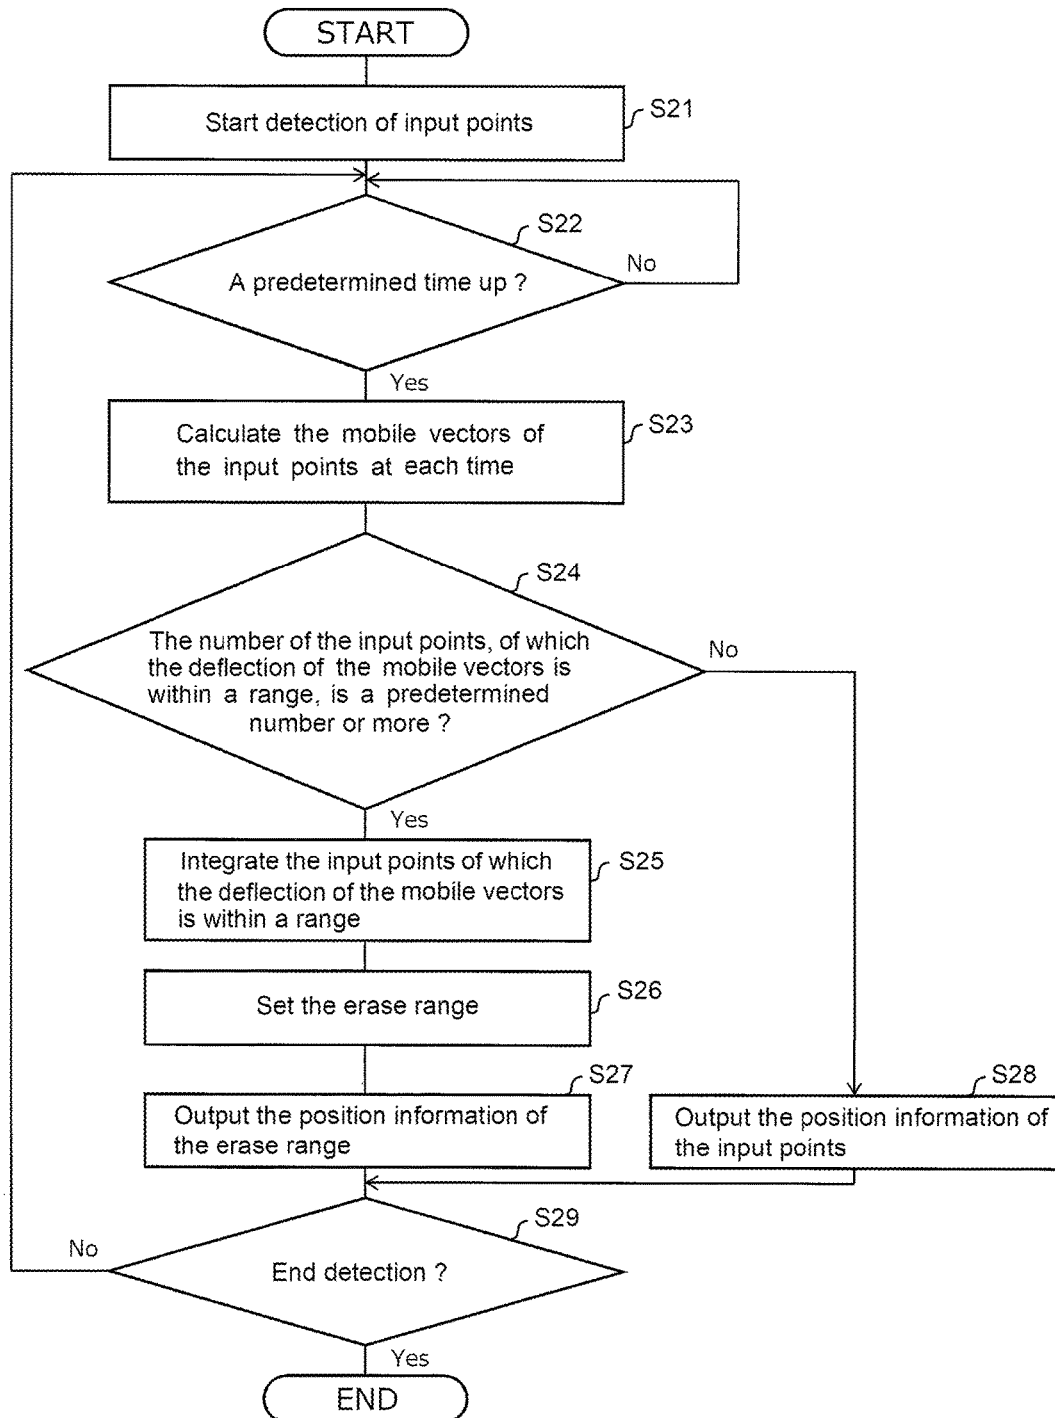 START
Start detection of input points
S21
S22
A predetermined time up ?
No
Yes
Calculate the mobile vectors of
the input points at each time
S23
S24
The number of the input points, of which
the deflection of the mobile vectors is
within a range, is a predetermined
number or more ?
No
Yes
Integrate the input points of which
the deflection of the mobile vectors
is within a range
S25
Set the erase range
S26
S27
Output the position information of
the erase range
S28
Output the position information of
the input points
S29
No
End detection ?
Yes
END